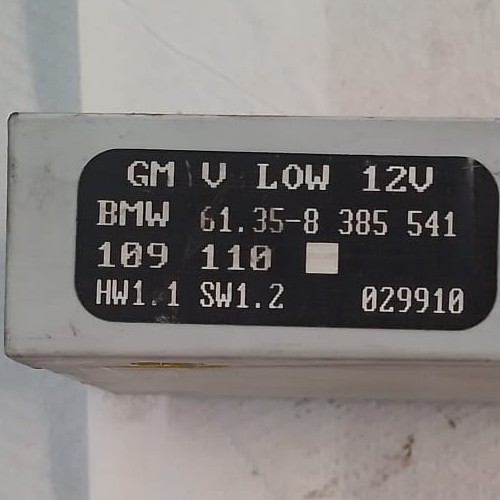 GM V LOW 12V
BMW 61.35-8 385 541
109 110
HW1.1 SW1.2 029910